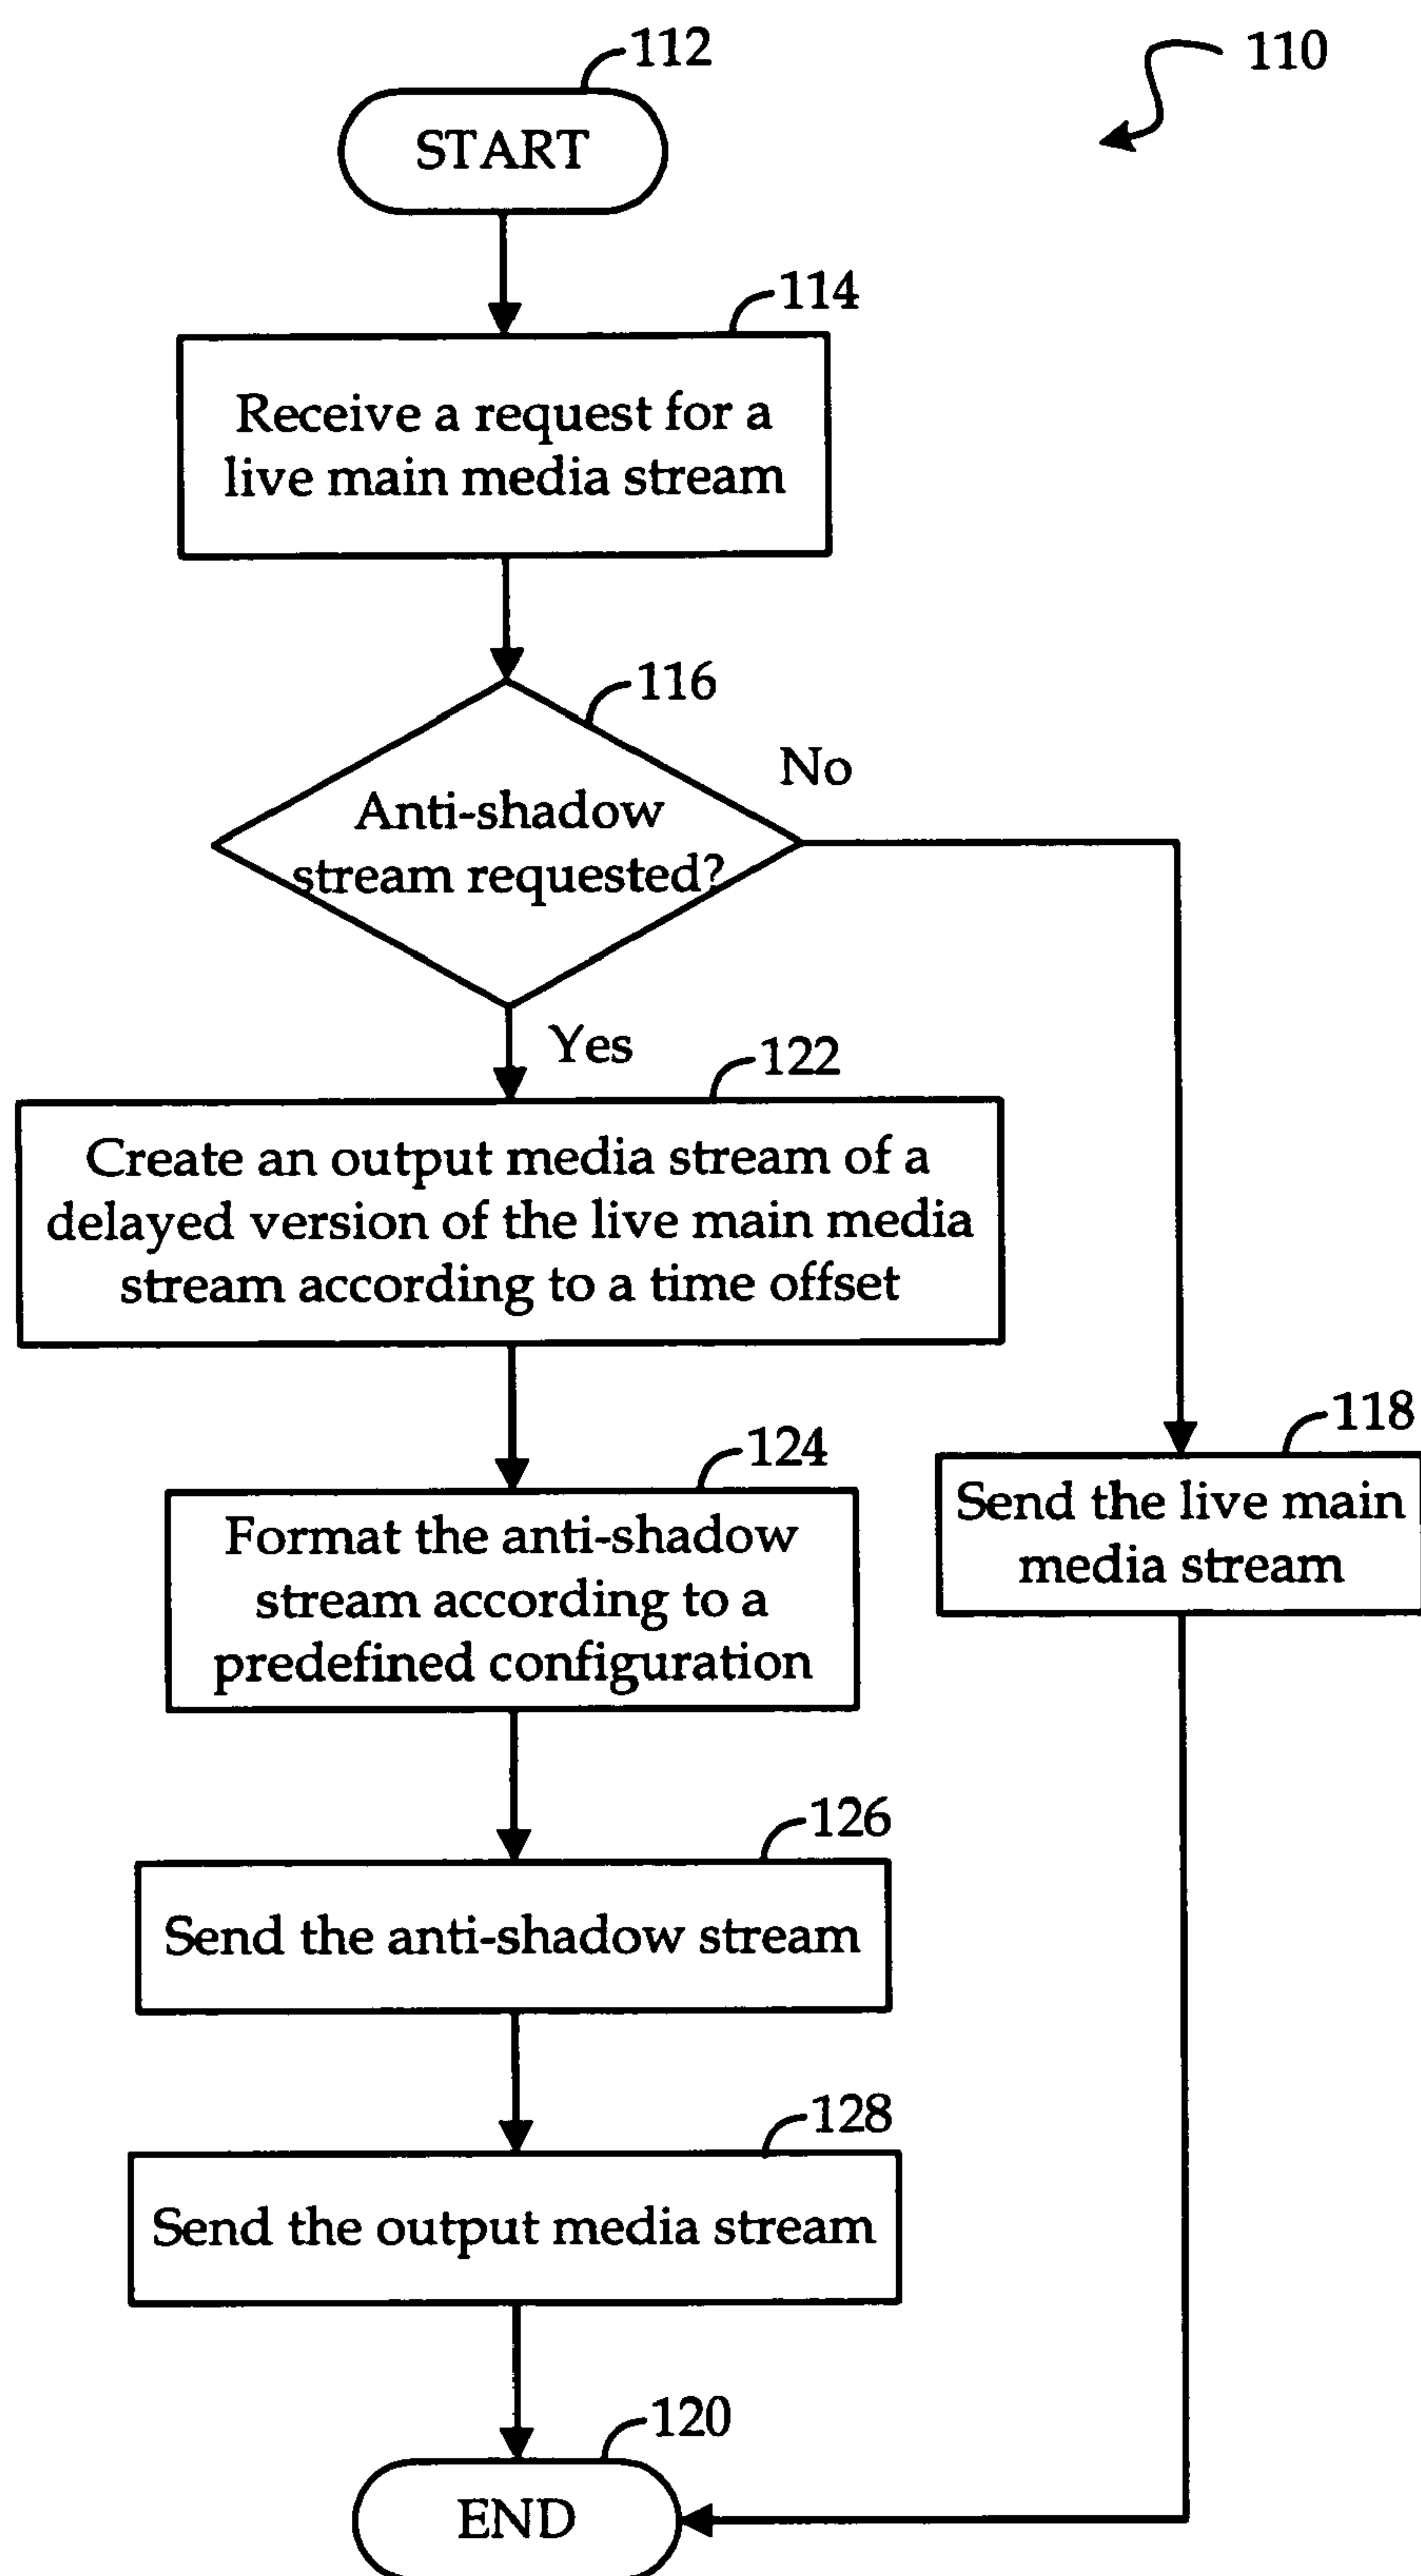 112
110
START
114
Receive a request for a
live main media stream
116
No
Anti-shadow
stream requested?
Yes
122
Create an output media stream of a
delayed version of the live main media
stream according to a time offset
118
Send the live main
media stream
124
Format the anti-shadow
stream according to a
predefined configuration
126
Send the anti-shadow stream
128
Send the output media stream
120
END